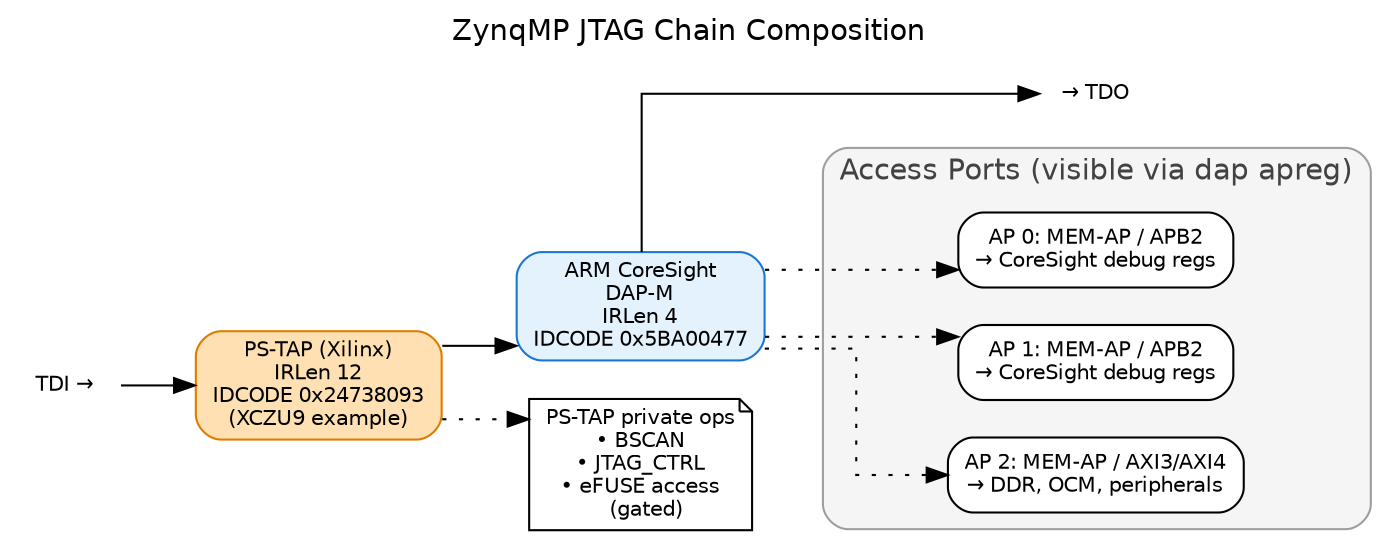 ZynqMP JTAG Chain Composition
→ TDO
Access Ports (visible via dap apreg)
AP 0: MEM-AP / APB2
→ CoreSight debug regs
ARM CoreSight
DAP-M
IRLen 4
IDCODE 0x5BA00477
AP 1: MEM-AP / APB2
→ CoreSight debug regs
TDI →
PS-TAP (Xilinx)
IRLen 12
IDCODE 0x24738093
(XCZU9 example)
PS-TAP private ops
• BSCAN
• JTAG_CTRL
• eFUSE access
(gated)
AP 2: MEM-AP / AXI3/AXI4
→ DDR, OCM, peripherals